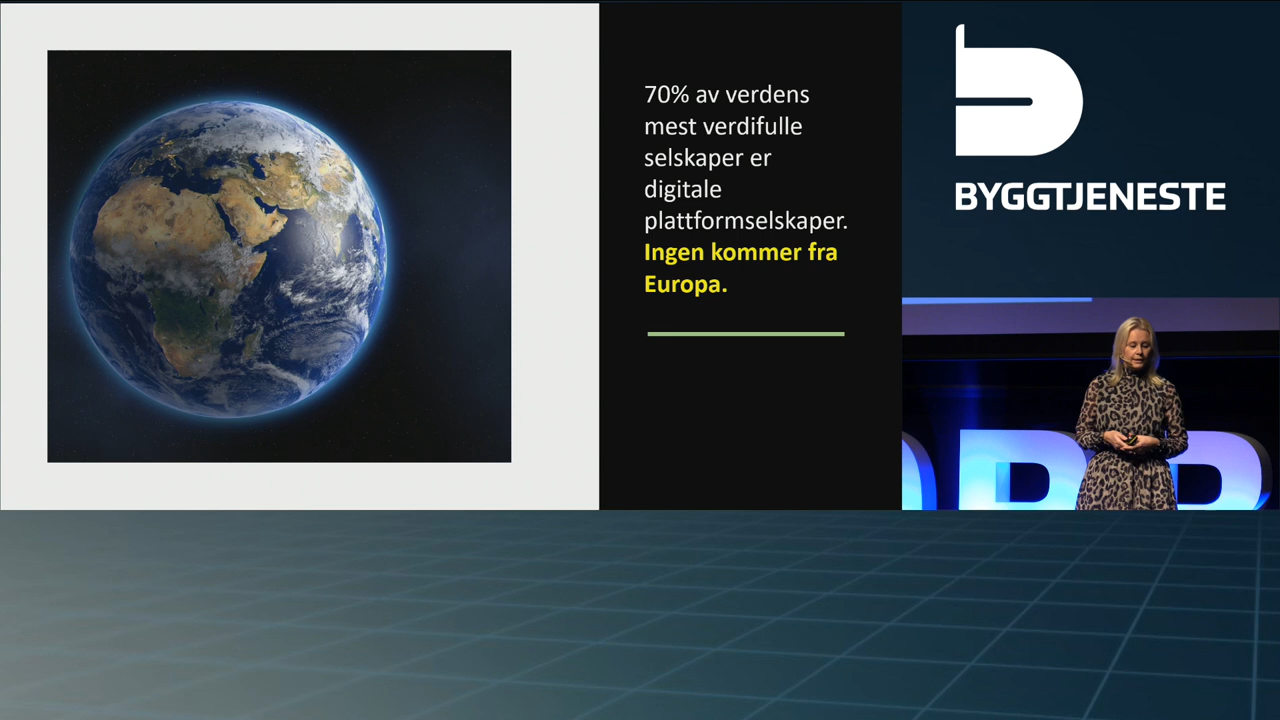 70% av verdens
mest verdifulle
selskaper er
digitale
plattformselskaper.
Ingen kommer fra
Europa.
BYGGTJENESTE